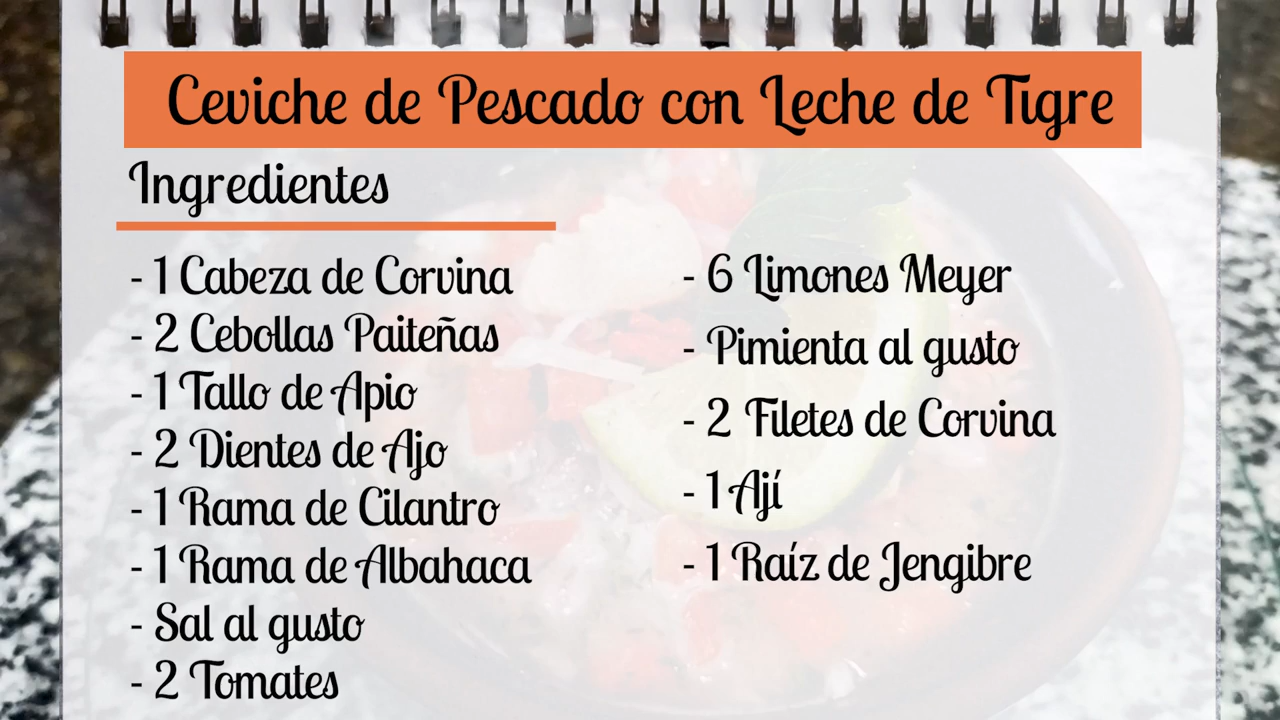 Ceviche de Pescado con Leche de Tigre
Ingredientes
- 1 Cabeza de Corvina
- 2 Cebollas Paiteñas
- 1 Tallo de Apio
- 2 Dientes de Ajo
- 1 Rama de Cilantro
- 1 Rama de Albahaca
- Sal al gusto
- 2 Tomates
- 6 Limones Meyer
- Pimienta al gusto
- 2 Filetes de Corvina
- 1 Ají
- 1 Raíz de Jengibre